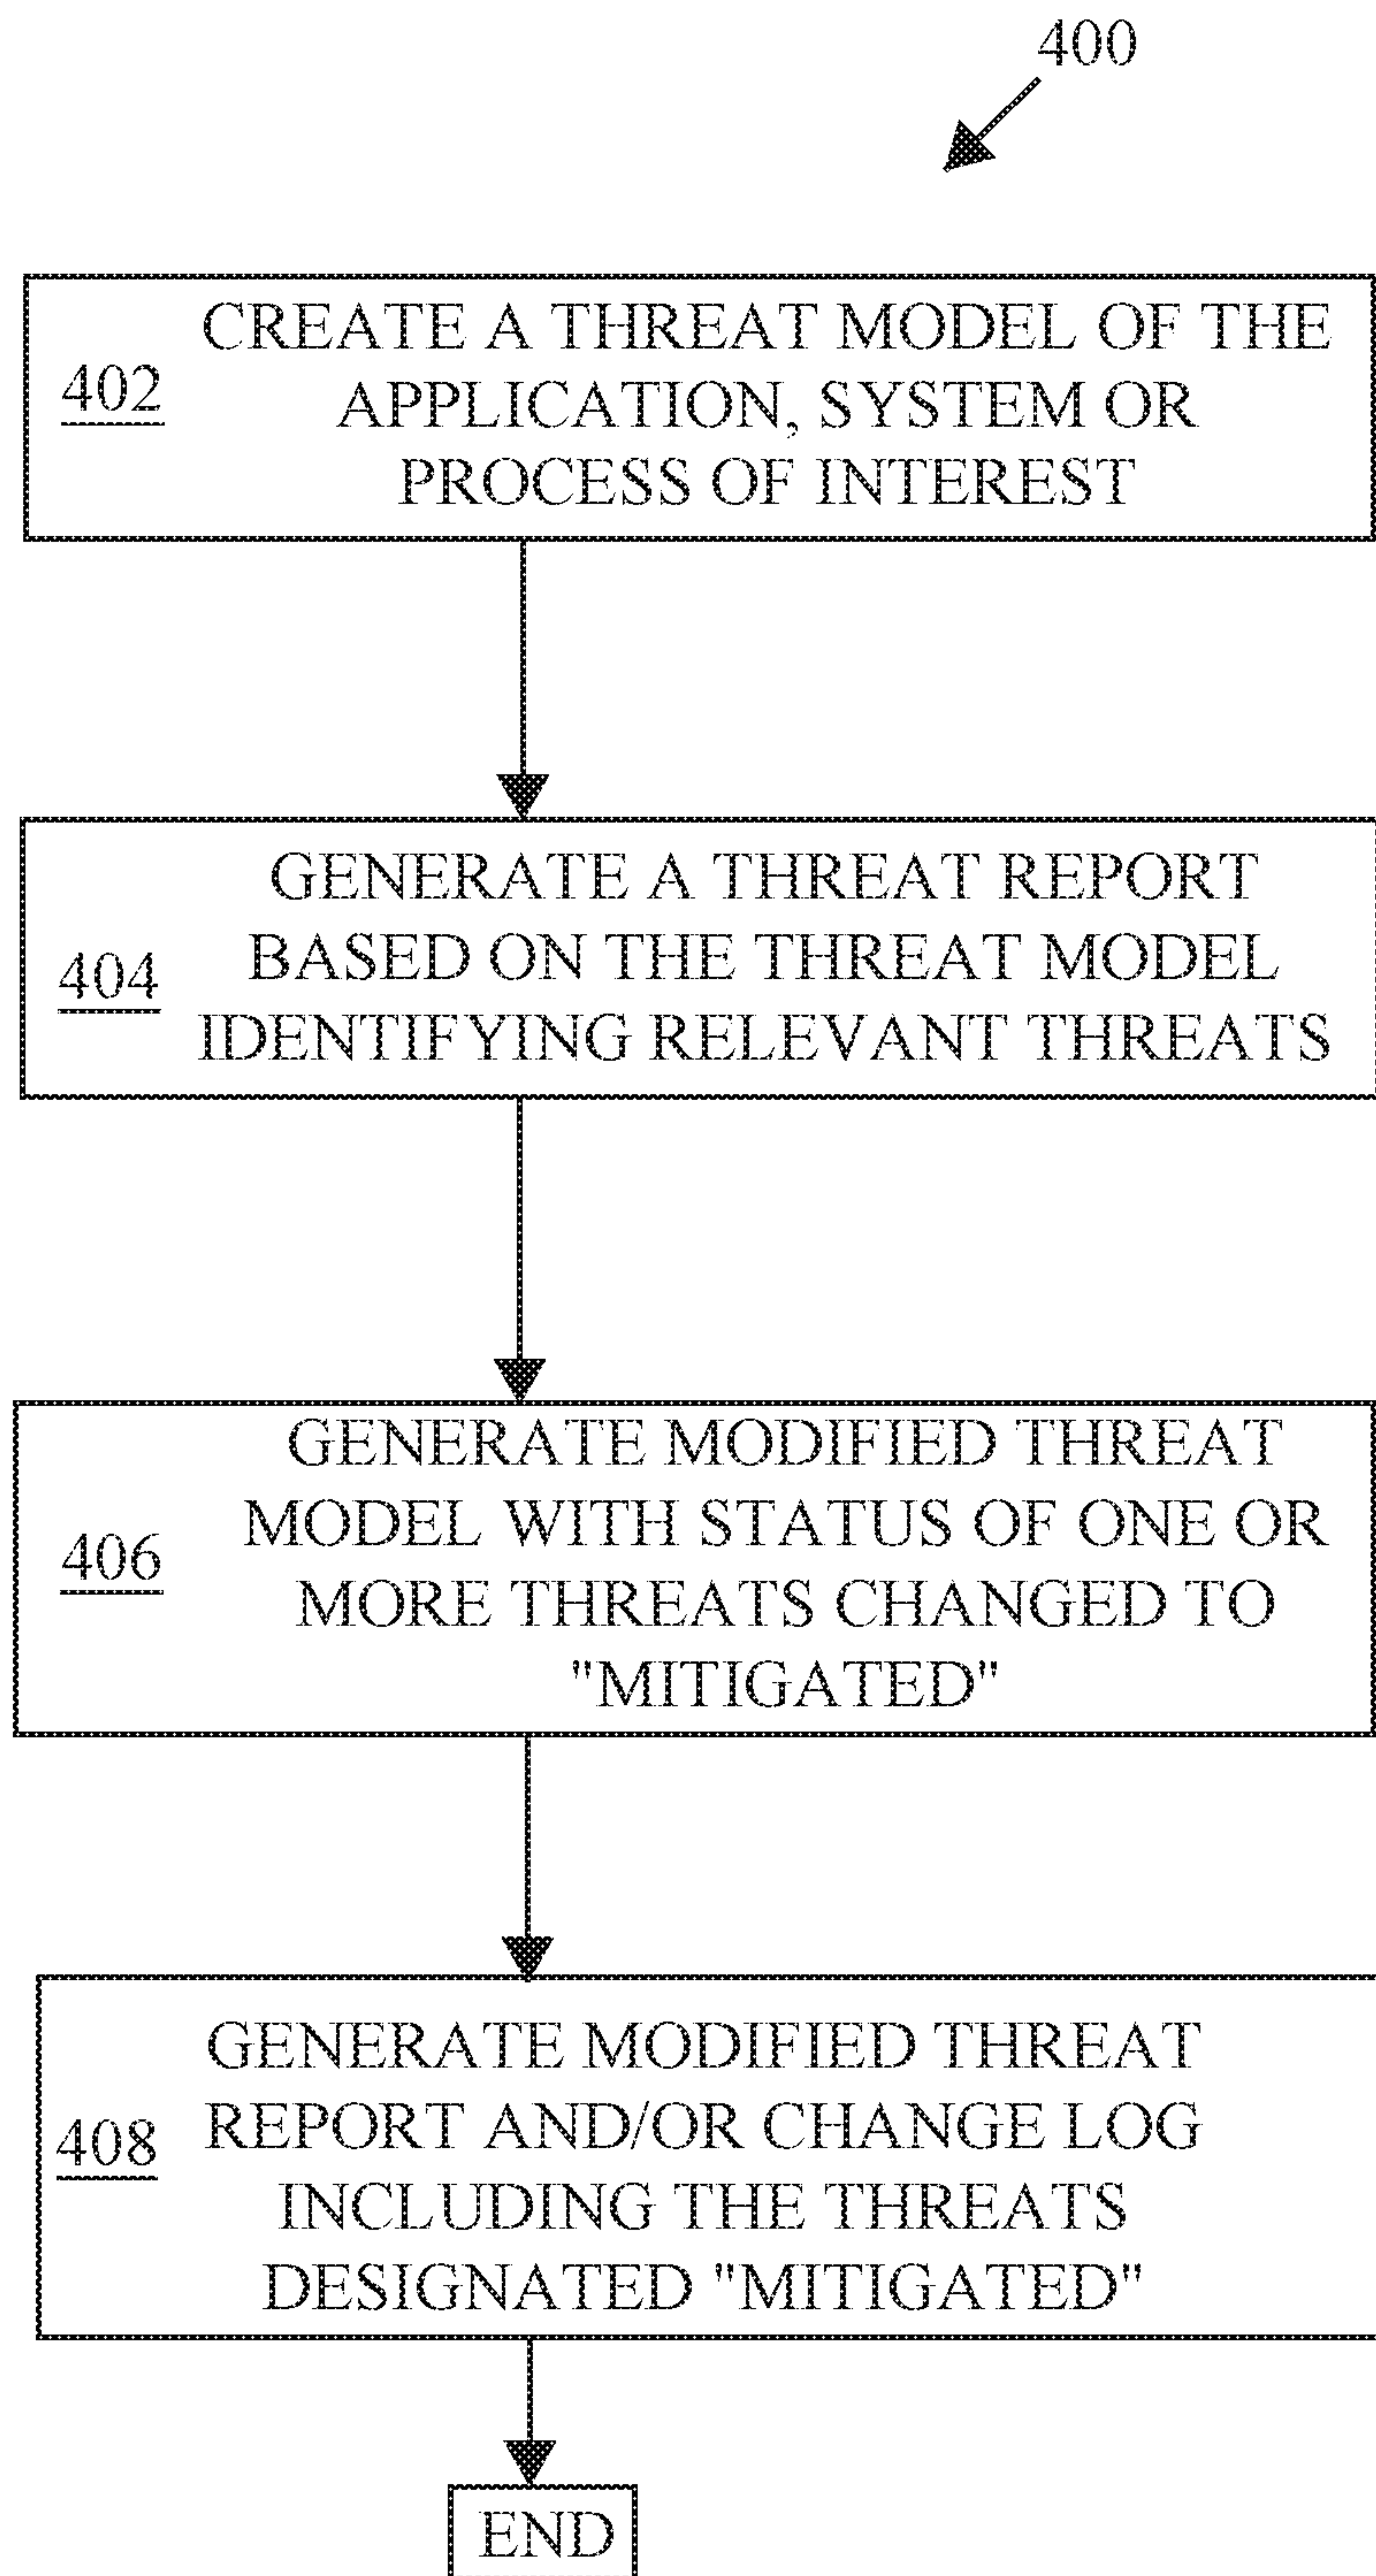 400
CREATE A THREAT MODEL OF THE
402
APPLICATION, SYSTEM OR
PROCESS OF INTEREST
GENERATE A THREAT REPORT
404
BASED ON THE THREAT MODEL
IDENTIFYING RELEVANT THREATS
GENERATE MODIFIED THREAT
406
MODEL WITH STATUS OF ONE OR
MORE THREATS CHANGED TO
"MITIGATED"
GENERATE MODIFIED THREAT
408
REPORT AND/OR CHANGE LOG
INCLUDING THE THREATS
DESIGNATED "MITIGATED"
END